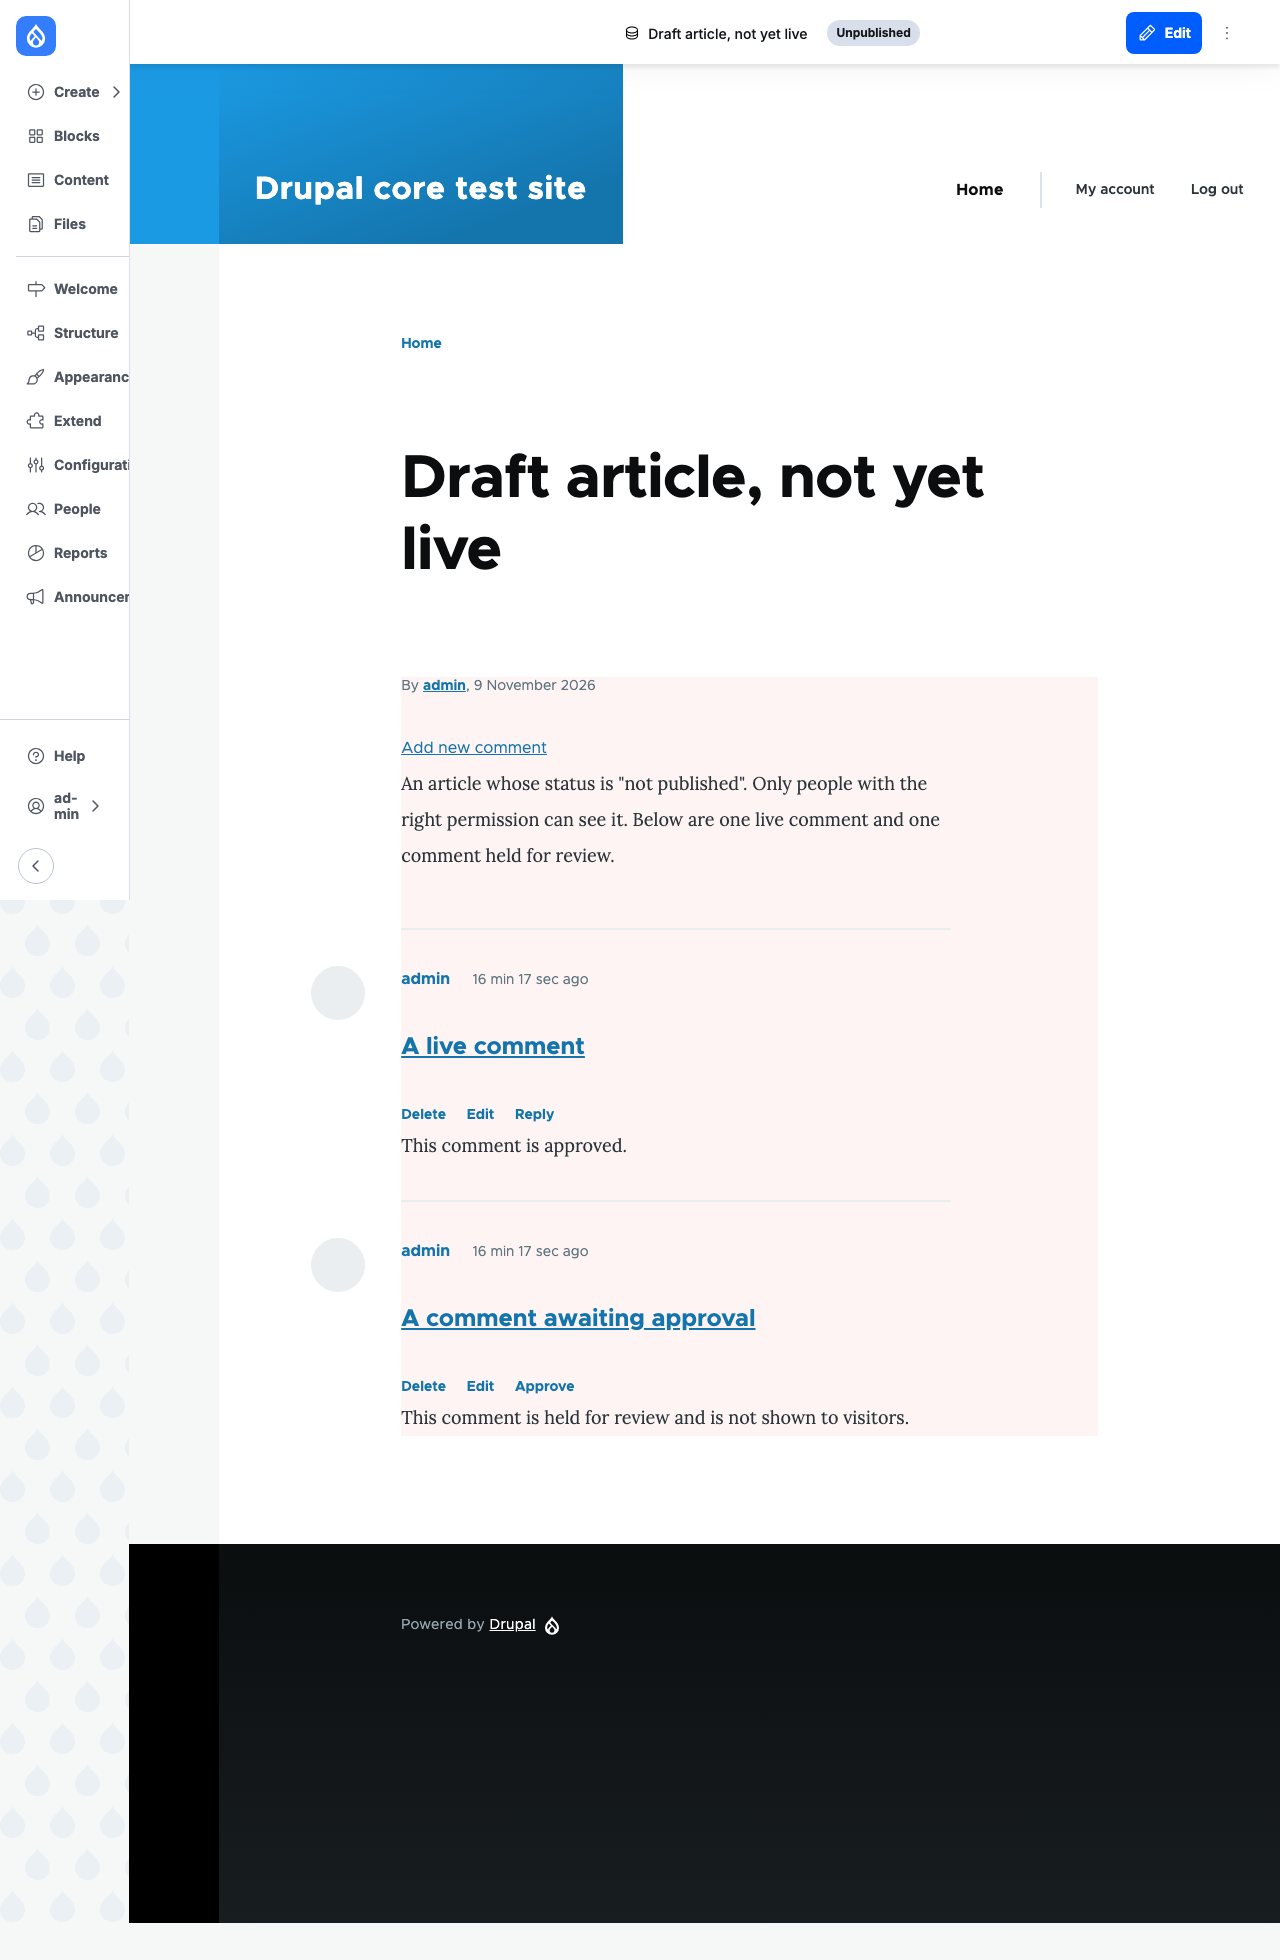 Draft article, not yet live
Unpublished
Edit
Create
Blocks
Content
Files
Welcome
Structure
Appearanc
Extend
Configurati
People
Reports
Announcer
Help
ad-
min
Drupal core test site
Home
My account
Log out
Home
Draft article, not yet
live
By admin, 9 November 2026
Add new comment
An article whose status is "not published". Only people with the
right permission can see it. Below are one live comment and one
comment held for review.
admin 16 min 17 sec ago
A live comment
Delete Edit Reply
This comment is approved.
admin 16 min 17 sec ago
A comment awaiting approval
Delete Edit Approve
This comment is held for review and is not shown to visitors.
Powered by Drupal